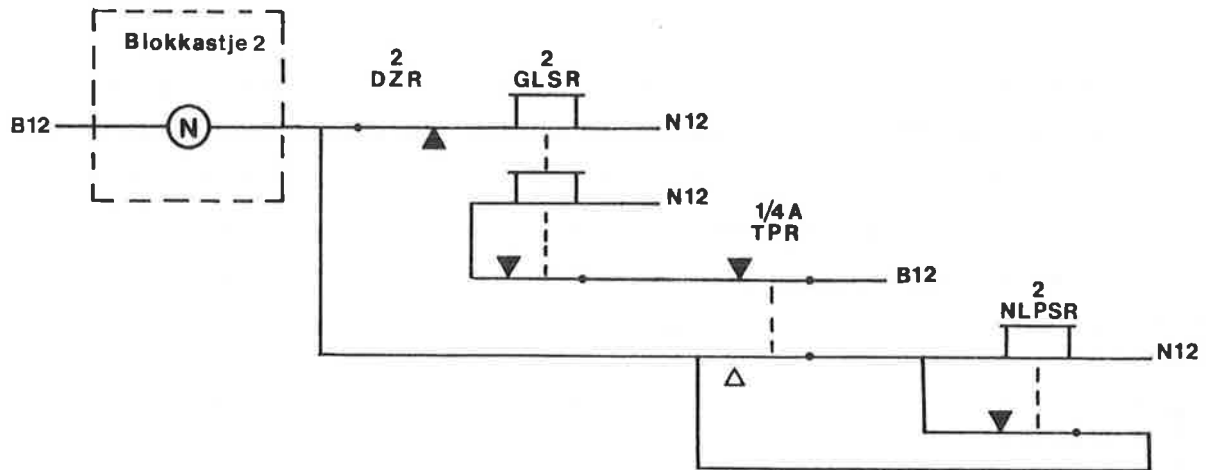 Blokkastje 2
B12
N
2
DZR
2
GLSR
N12
N12
1/4 A
TPR
B12
2
NLPSR
N12